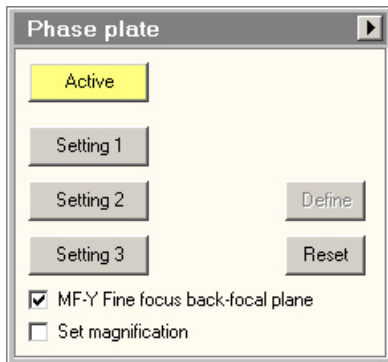 Phase plate
Active
Setting 1
Setting 2 Define
Setting 3 Reset
MF-Y Fine focus back-focal plane
Set magnification